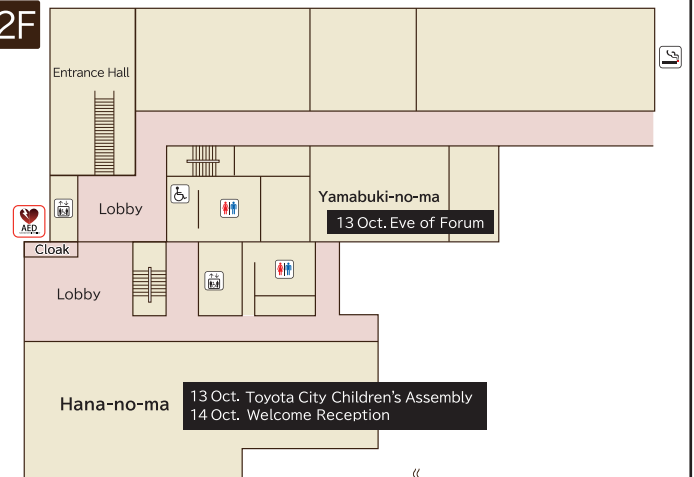 2F
Entrance Hall
Lobby
Yamabuki-no-ma
13 Oct. Eve of Forum
AED
Cloak
Lobby
Hana-no-ma
13 Oct. Toyota City Children's Assembly
14 Oct. Welcome Reception